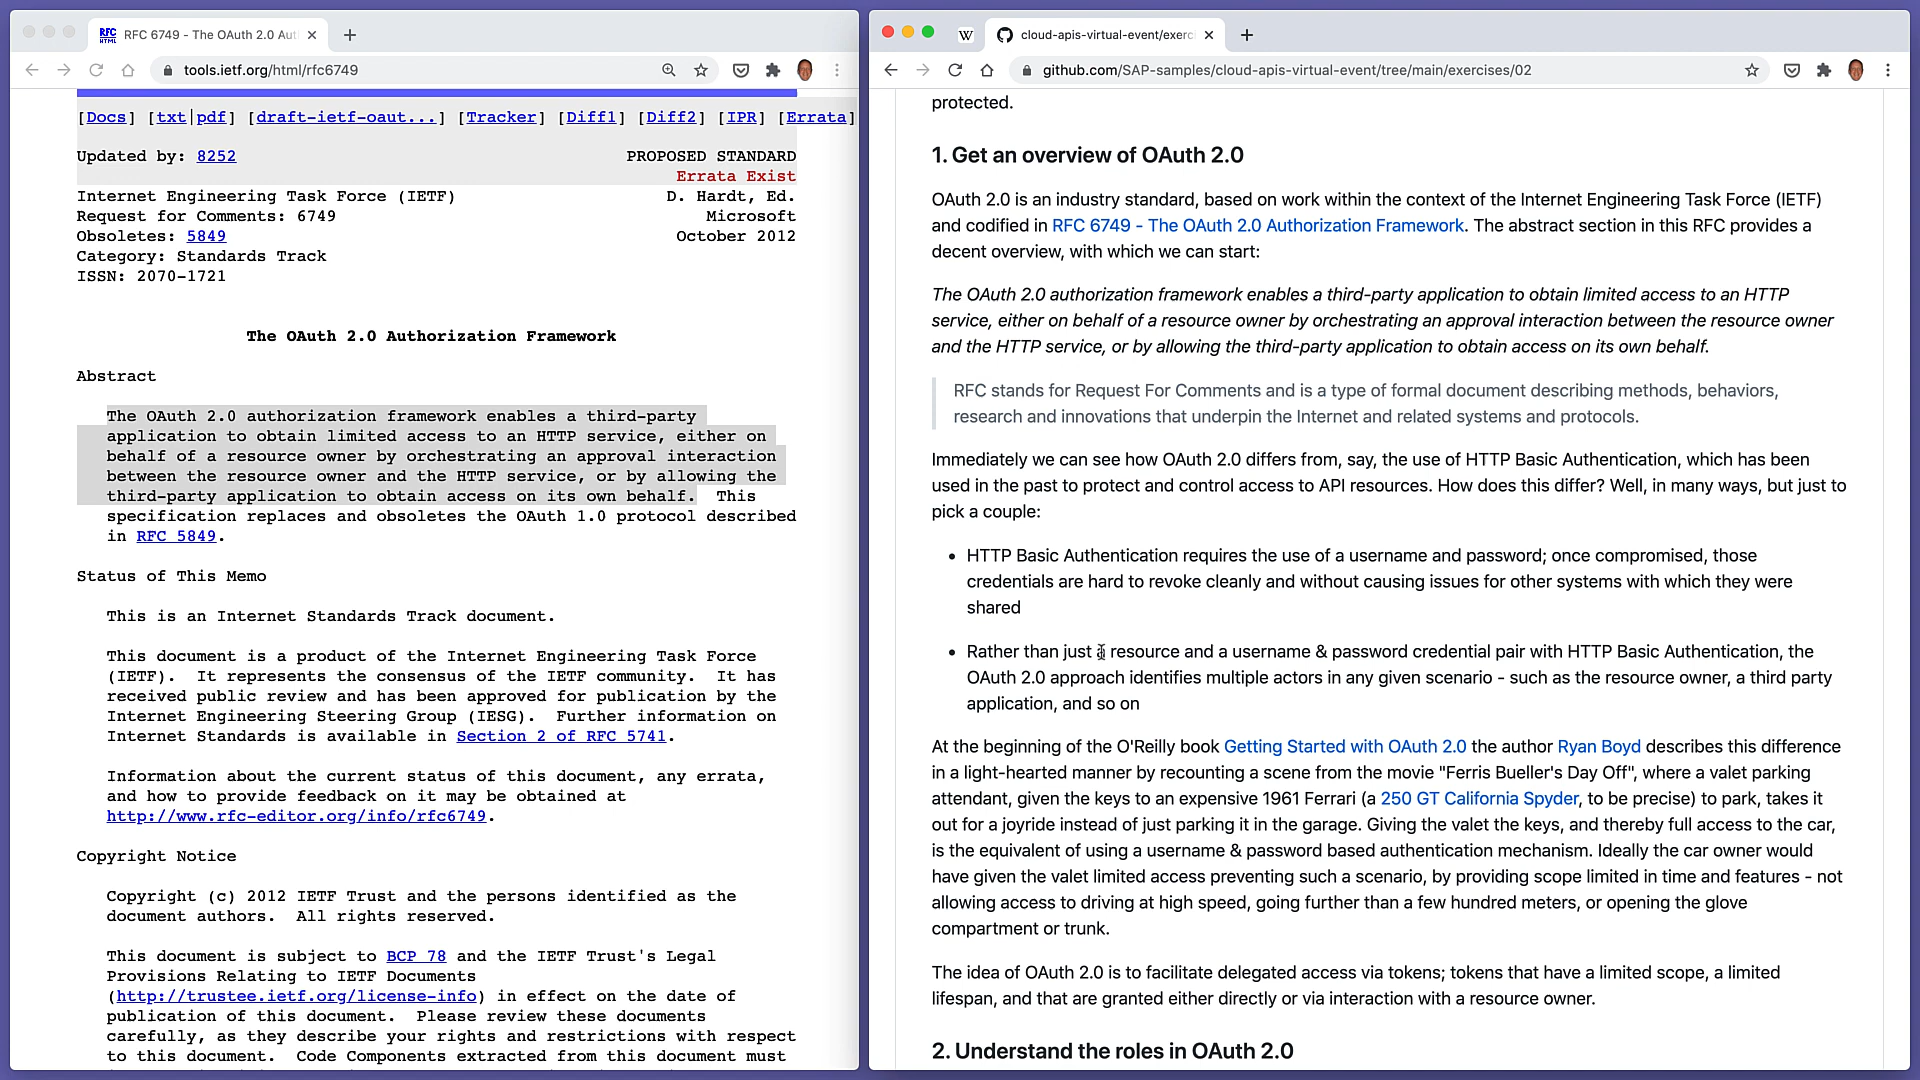 RFC 6749 - The OAuth 2.0 Aut
tools.ietf.org/html/rfc6749
[Docs] [txt|pdf] [draft-ietf-oaut...] [Tracker] [Diff1] [Diff2] [IPR] [Errata]
Updated by: 8252 PROPOSED STANDARD
Errata Exist
Internet Engineering Task Force (IETF) D. Hardt, Ed.
Request for Comments: 6749 Microsoft
Obsoletes: 5849 October 2012
Category: Standards Track
ISSN: 2070-1721
The OAuth 2.0 Authorization Framework
Abstract
The OAuth 2.0 authorization framework enables a third-party
application to obtain limited access to an HTTP service, either on
behalf of a resource owner by orchestrating an approval interaction
between the resource owner and the HTTP service, or by allowing the
third-party application to obtain access on its own behalf. This
specification replaces and obsoletes the OAuth 1.0 protocol described
in RFC 5849.
Status of This Memo
This is an Internet Standards Track document.
This document is a product of the Internet Engineering Task Force
(IETF). It represents the consensus of the IETF community. It has
received public review and has been approved for publication by the
Internet Engineering Steering Group (IESG). Further information on
Internet Standards is available in Section 2 of RFC 5741.
Information about the current status of this document, any errata,
and how to provide feedback on it may be obtained at
http://www.rfc-editor.org/info/rfc6749.
Copyright Notice
Copyright (c) 2012 IETF Trust and the persons identified as the
document authors. All rights reserved.
This document is subject to BCP 78 and the IETF Trust's Legal
Provisions Relating to IETF Documents
(http://trustee.ietf.org/license-info) in effect on the date of
publication of this document. Please review these documents
carefully, as they describe your rights and restrictions with respect
to this document. Code Components extracted from this document must
W cloud-apis-virtual-event/exerc
github.com/SAP-samples/cloud-apis-virtual-event/tree/main/exercises/02
protected.
1. Get an overview of OAuth 2.0
OAuth 2.0 is an industry standard, based on work within the context of the Internet Engineering Task Force (IETF)
and codified in RFC 6749 - The OAuth 2.0 Authorization Framework. The abstract section in this RFC provides a
decent overview, with which we can start:
The OAuth 2.0 authorization framework enables a third-party application to obtain limited access to an HTTP
service, either on behalf of a resource owner by orchestrating an approval interaction between the resource owner
and the HTTP service, or by allowing the third-party application to obtain access on its own behalf.
RFC stands for Request For Comments and is a type of formal document describing methods, behaviors,
research and innovations that underpin the Internet and related systems and protocols.
Immediately we can see how OAuth 2.0 differs from, say, the use of HTTP Basic Authentication, which has been
used in the past to protect and control access to API resources. How does this differ? Well, in many ways, but just to
pick a couple:
• HTTP Basic Authentication requires the use of a username and password; once compromised, those
credentials are hard to revoke cleanly and without causing issues for other systems with which they were
shared
• Rather than just a resource and a username & password credential pair with HTTP Basic Authentication, the
OAuth 2.0 approach identifies multiple actors in any given scenario - such as the resource owner, a third party
application, and so on
At the beginning of the O'Reilly book Getting Started with OAuth 2.0 the author Ryan Boyd describes this difference
in a light-hearted manner by recounting a scene from the movie "Ferris Bueller's Day Off", where a valet parking
attendant, given the keys to an expensive 1961 Ferrari (a 250 GT California Spyder, to be precise) to park, takes it
out for a joyride instead of just parking it in the garage. Giving the valet the keys, and thereby full access to the car,
is the equivalent of using a username & password based authentication mechanism. Ideally the car owner would
have given the valet limited access preventing such a scenario, by providing scope limited in time and features - not
allowing access to driving at high speed, going further than a few hundred meters, or opening the glove
compartment or trunk.
The idea of OAuth 2.0 is to facilitate delegated access via tokens; tokens that have a limited scope, a limited
lifespan, and that are granted either directly or via interaction with a resource owner.
2. Understand the roles in OAuth 2.0